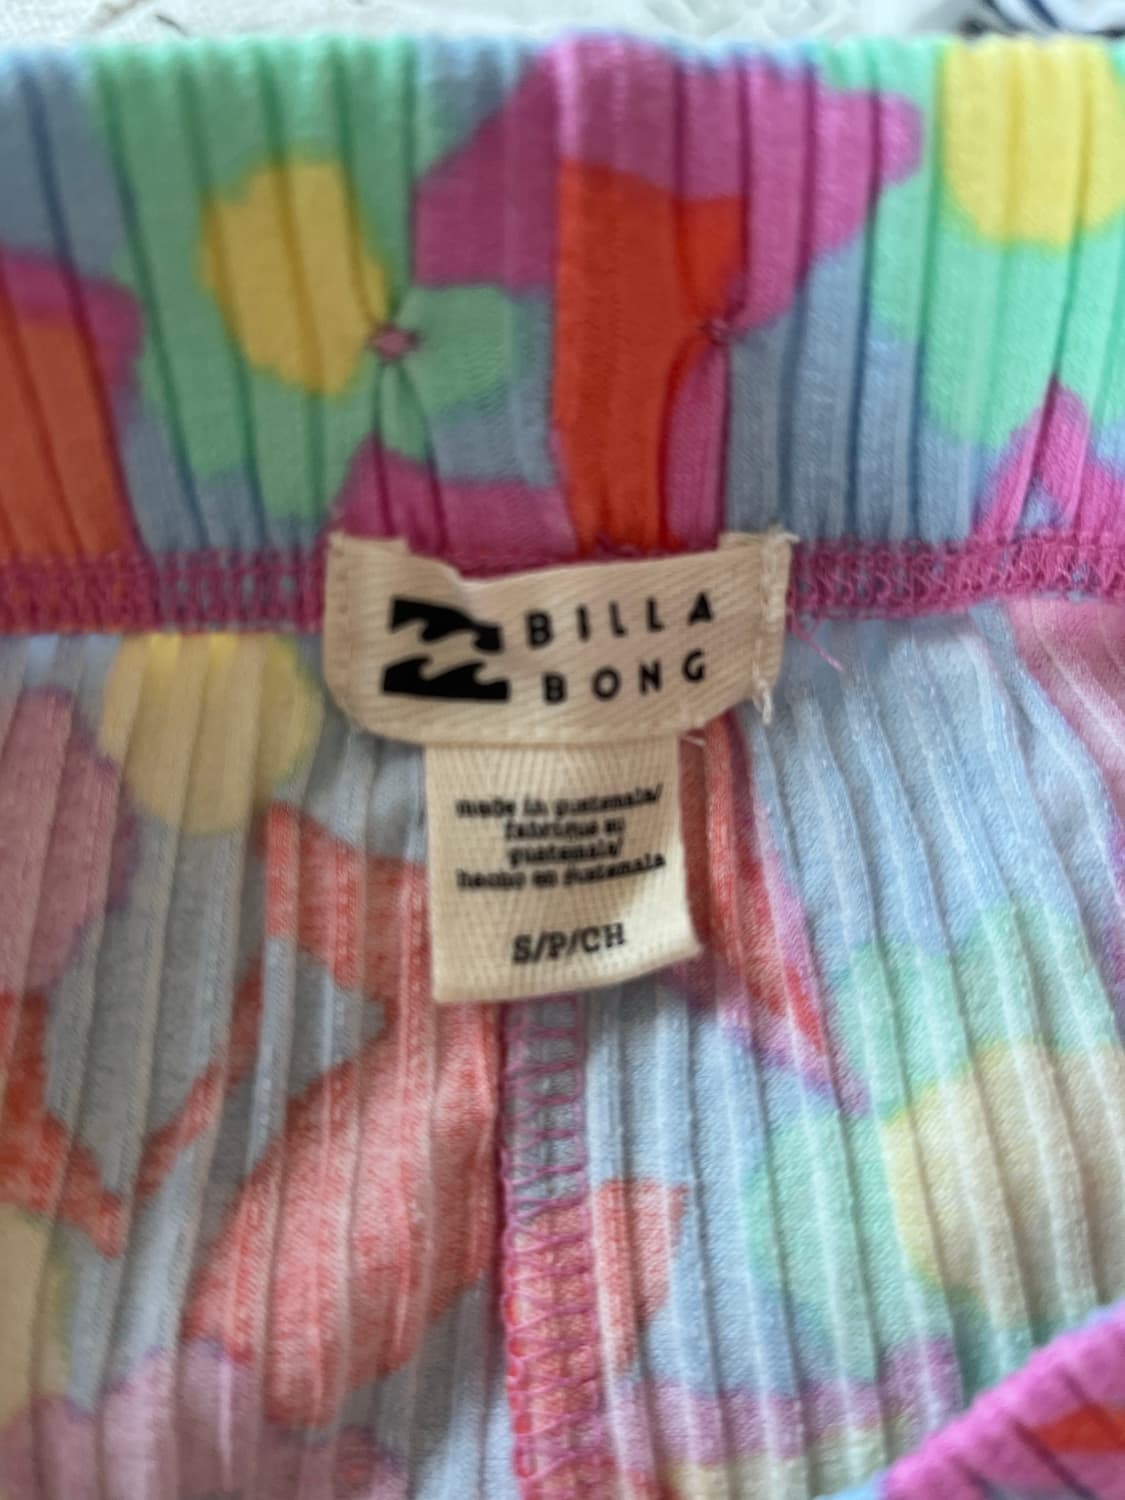 BILLA
BONG
made in guatemala/
fabriqué au
guatemala/
hecho en guatemala
S/P/CH